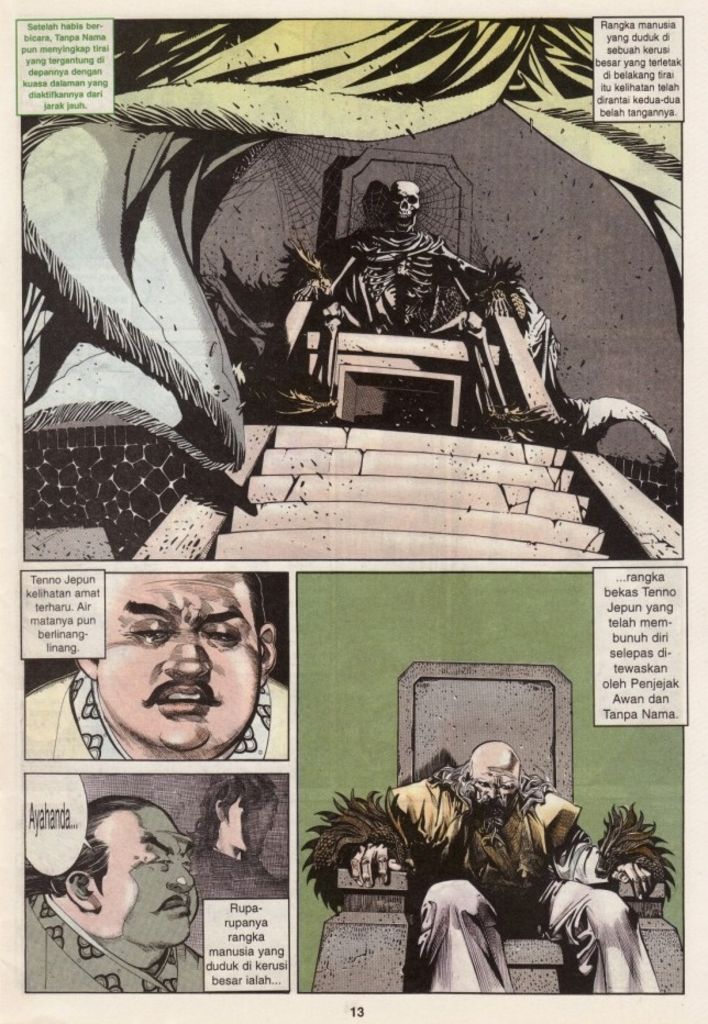 Setelah habis ber-
bicara, Tanpa Nama
pun menyingkap tirai
yang tergantung di
depannya dengan
kuasa dalaman yang
diaktifkannya dari
jarak jauh.
Rangka manusia
yang duduk di
sebuah kerusi
besar yang terletak
di belakang tirai
itu kelihatan telah
dirantai kedua-dua
belah tangannya.
Tenno Jepun
kelihatan amat
terharu. Air
matanya pun
berlinang-
linang.
Ayahanda...
Rupa-
rupanya
rangka
manusia yang
duduk di kerusi
besar ialah...
...rangka
bekas Tenno
Jepun yang
telah mem-
bunuh diri
selepas di-
tewaskan
oleh Penjejak
Awan dan
Tanpa Nama.
13